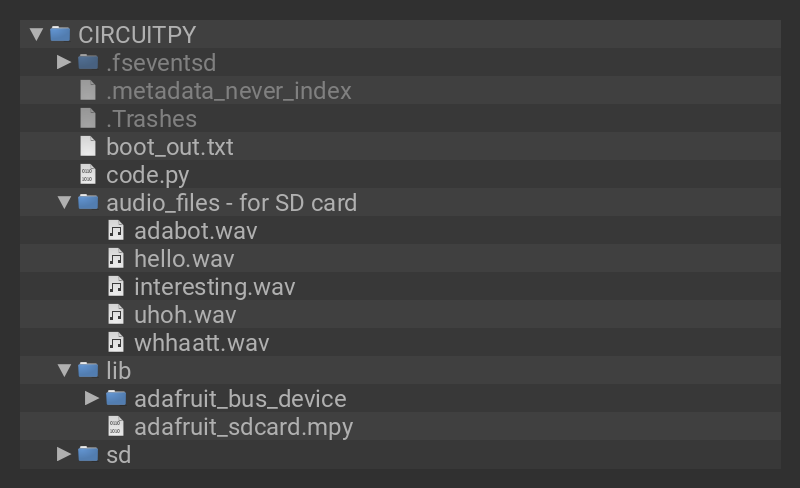 CIRCUITPY
.fseventsd
.metadata_never_index
.Trashes
boot_out.txt
code.py
audio_files - for SD card
adabot.wav
hello.wav
interesting.wav
uhoh.wav
whhaatt.wav
lib
adafruit_bus_device
adafruit_sdcard.mpy
sd